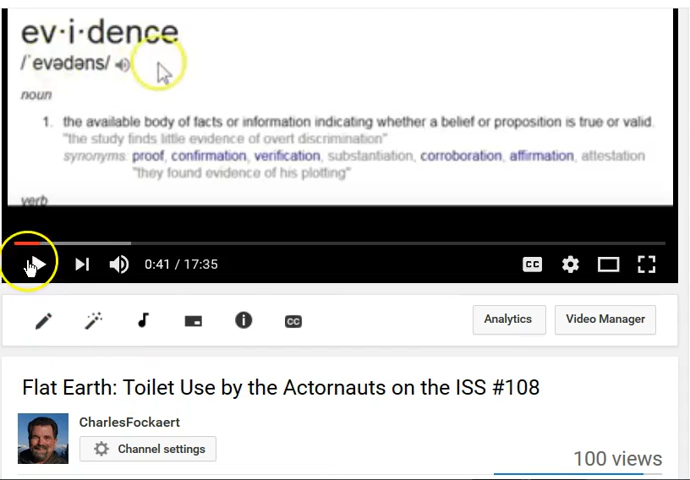 ev·i·dence
/ˈevədəns/
noun
1. the available body of facts or information indicating whether a belief or proposition is true or valid.
"the study finds little evidence of overt discrimination"
synonyms: proof, confirmation, verification, substantiation, corroboration, affirmation, attestation
"they found evidence of his plotting"
verb
0:41 / 17:35
CC
CC
Analytics
Video Manager
Flat Earth: Toilet Use by the Actornauts on the ISS #108
CharlesFockaert
Channel settings
100 views